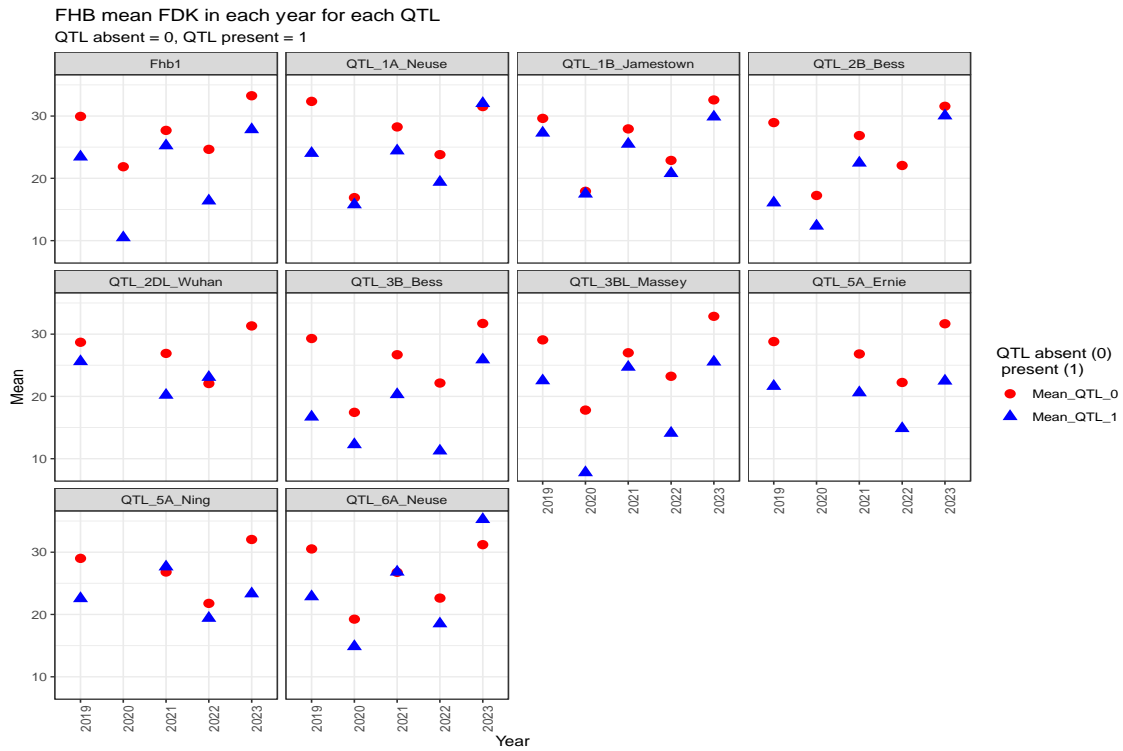 FHB mean FDK in each year for each QTL
QTL absent = 0, QTL present = 1
Fhb1
QTL_1A_Neuse
QTL_1B_Jamestown
QTL_2B_Bess
30
20
10
QTL_2DL_Wuhan
QTL_3B_Bess
QTL_3BL_Massey
QTL_5A_Ernie
30
20
10
Mean
2019
2020
2021
2022
2023
2019
2020
2021
2022
2023
QTL_5A_Ning
QTL_6A_Neuse
30
20
10
2019
2020
2021
2022
2023
2019
2020
2021
2022
2023
Year
QTL absent (0)
present (1)
Mean_QTL_0
Mean_QTL_1